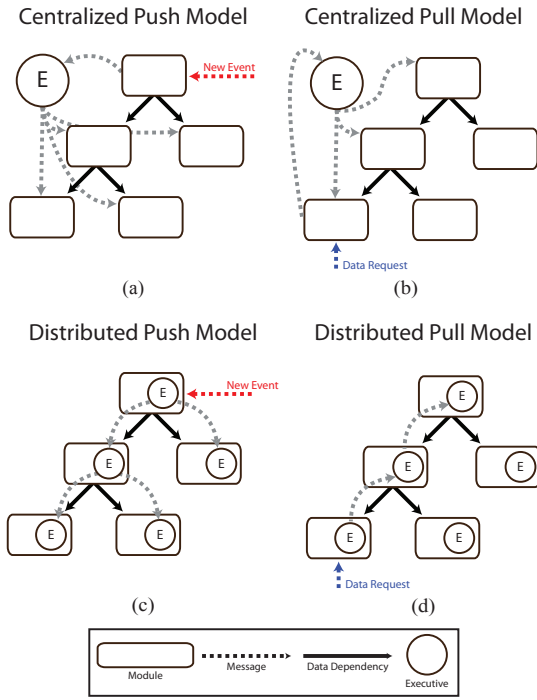 Centralized Push Model
Centralized Pull Model
E
New Event
E
Data Request
(a)
(b)
Distributed Push Model
Distributed Pull Model
E
New Event
E
E
E
E
E
E
E
E
E
Data Request
(c)
(d)
Module
Message
Data Dependency
Executive